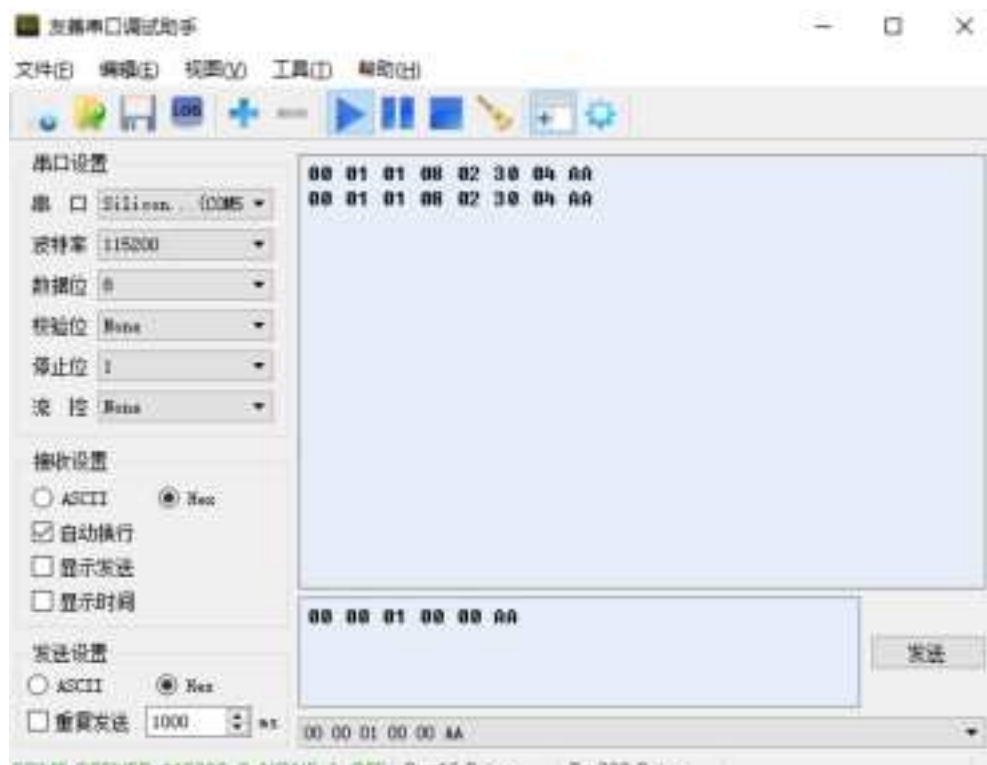 友善串口调试助手
文件(F) 编辑(E) 视图(V) 工具(T) 帮助(H)
LOG
串口设置
串 口 Silicon.. (COM5
波特率 115200
数据位 8
校验位 None
停止位 1
流 控 None
接收设置
ASCII Hex
自动换行
显示发送
显示时间
发送设置
ASCII Hex
重复发送 1000 ms
00 01 01 08 02 30 04 AA
00 01 01 08 02 30 04 AA
00 00 01 00 00 AA
发送
00 00 01 00 00 AA